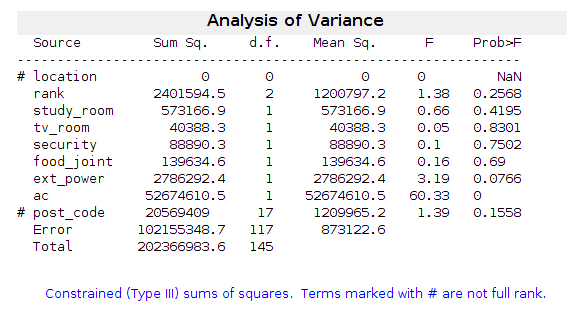 Analysis of Variance
Source Sum Sq. d.f. Mean Sq. F Prob>F
# location 0 0 0 0 NaN
rank 2401594.5 2 1200797.2 1.38 0.2568
study_room 573166.9 1 573166.9 0.66 0.4195
tv_room 40388.3 1 40388.3 0.05 0.8301
security 88890.3 1 88890.3 0.1 0.7502
food_joint 139634.6 1 139634.6 0.16 0.69
ext_power 2786292.4 1 2786292.4 3.19 0.0766
ac 52674610.5 1 52674610.5 60.33 0
# post_code 20569409 17 1209965.2 1.39 0.1558
Error 102155348.7 117 873122.6
Total 202366983.6 145
Constrained (Type III) sums of squares. Terms marked with # are not full rank.